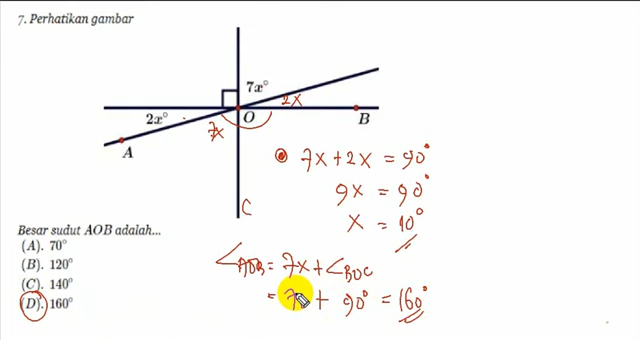 7. Perhatikan gambar
7x°
2x
2x°
7x
O
B
A
C
7x + 2x = 90°
9x = 90°
x = 10°
Besar sudut AOB adalah...
(A). 70°
(B). 120°
(C). 140°
(D). 160°
∠AOB = 7x + ∠BOC
= 7 + 90° = 160°